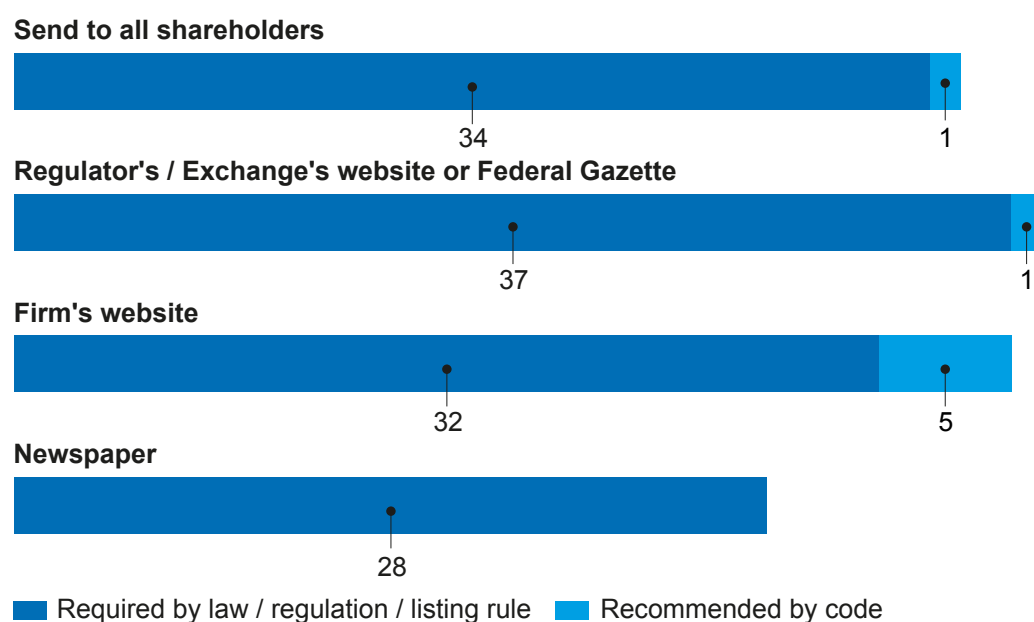 Send to all shareholders
34 1
Regulator's / Exchange's website or Federal Gazette
37 1
Firm's website
32 5
Newspaper
28
Required by law / regulation / listing rule Recommended by code